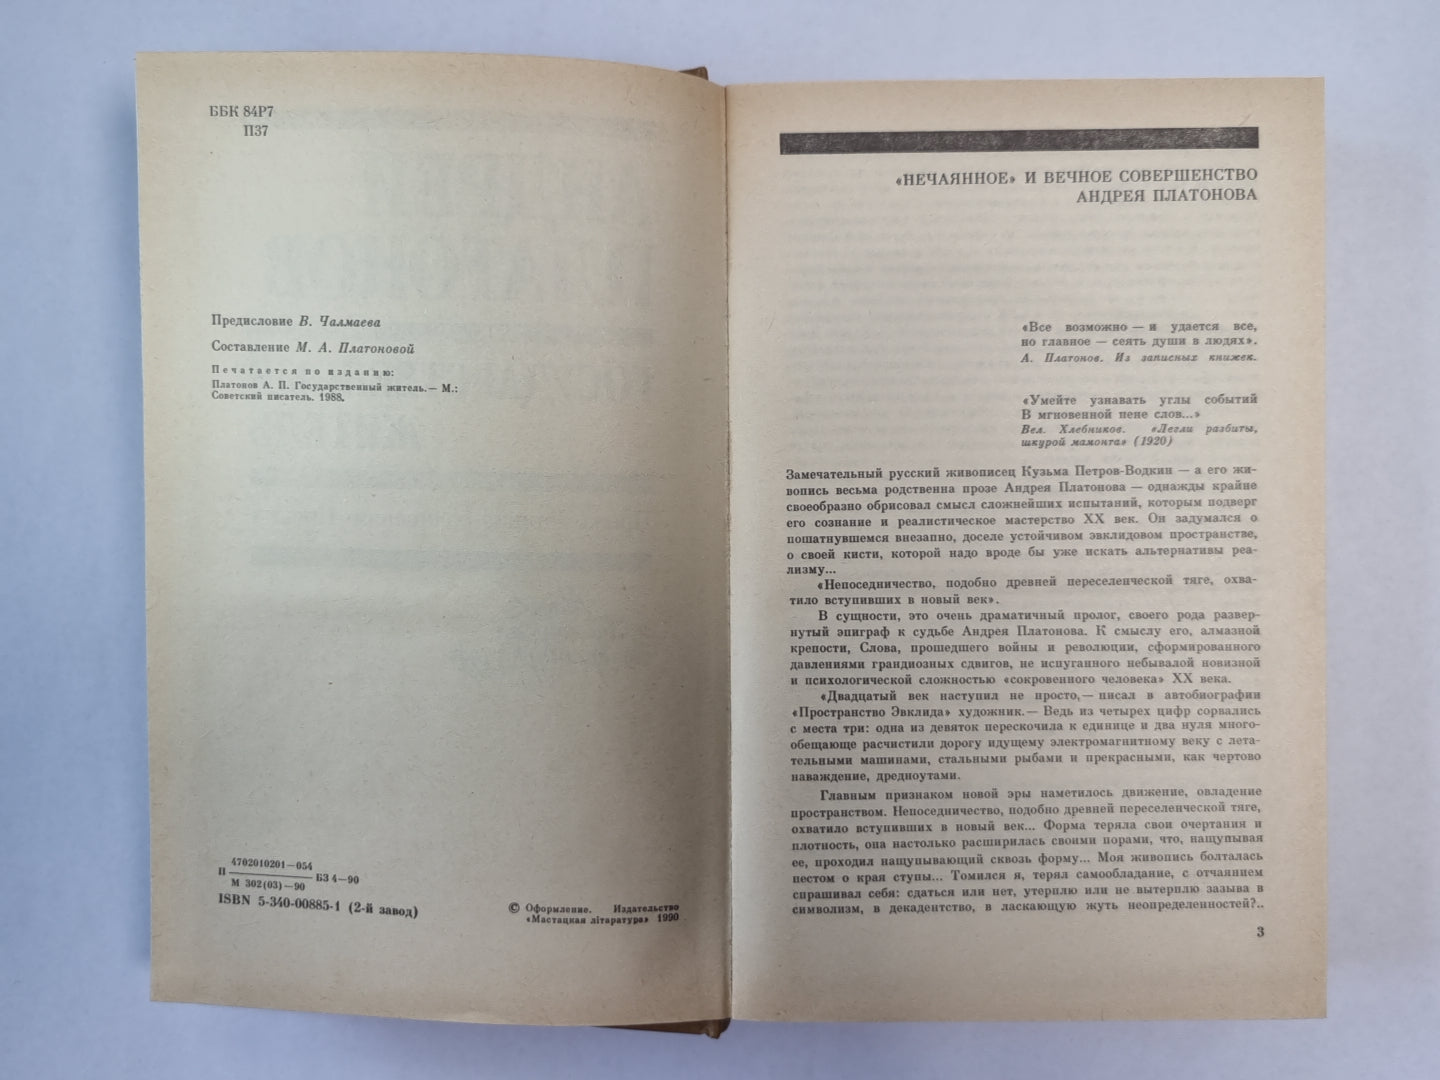 ББК 84Р7
П37
Предисловие В. Чалмаева
Составление М. А. Платоновой
Печатается по изданию:
Платонов А. П. Государственный житель.— М.:
Советский писатель. 1988.
П 4702010201—054
М 302(03)—90 БЗ 4—90
ISBN 5-340-00885-1 (2-й завод)
© Оформление. Издательство
«Мастацкая літаратура» 1990
«НЕЧАЯННОЕ» И ВЕЧНОЕ СОВЕРШЕНСТВО
АНДРЕЯ ПЛАТОНОВА
«Все возможно — и удается все,
но главное — сеять души в людях».
А. Платонов. Из записных книжек.
«Умейте узнавать углы событий
В мгновенной пене слов...»
Вел. Хлебников. «Легли разбиты,
шкурой мамонта» (1920)
Замечательный русский живописец Кузьма Петров-Водкин — а его жи-
вопись весьма родственна прозе Андрея Платонова — однажды крайне
своеобразно обрисовал смысл сложнейших испытаний, которым подверг
его сознание и реалистическое мастерство XX век. Он задумался о
пошатнувшемся внезапно, доселе устойчивом эвклидовом пространстве,
о своей кисти, которой надо вроде бы уже искать альтернативы реа-
лизму...
«Непоседничество, подобно древней переселенческой тяге, охва-
тило вступивших в новый век».
В сущности, это очень драматичный пролог, своего рода развер-
нутый эпиграф к судьбе Андрея Платонова. К смыслу его, алмазной
крепости, Слова, прошедшего войны и революции, сформированного
давлениями грандиозных сдвигов, не испуганного небывалой новизной
и психологической сложностью «сокровенного человека» XX века.
«Двадцатый век наступил не просто,— писал в автобиографии
«Пространство Эвклида» художник.— Ведь из четырех цифр сорвались
с места три: одна из девяток перескочила к единице и два нуля много-
обещающе расчистили дорогу идущему электромагнитному веку с лета-
тельными машинами, стальными рыбами и прекрасными, как чертово
наваждение, дредноутами.
Главным признаком новой эры наметилось движение, овладение
пространством. Непоседничество, подобно древней переселенческой тяге,
охватило вступивших в новый век... Форма теряла свои очертания и
плотность, она настолько расширилась своими порами, что, нащупывая
ее, проходил нащупывающий сквозь форму... Моя живопись болталась
пестом о края ступы... Томился я, терял самообладание, с отчаянием
спрашивал себя: сдаться или нет, утерплю или не вытерплю зазыва в
символизм, в декадентство, в ласкающую жуть неопределенностей?..
3